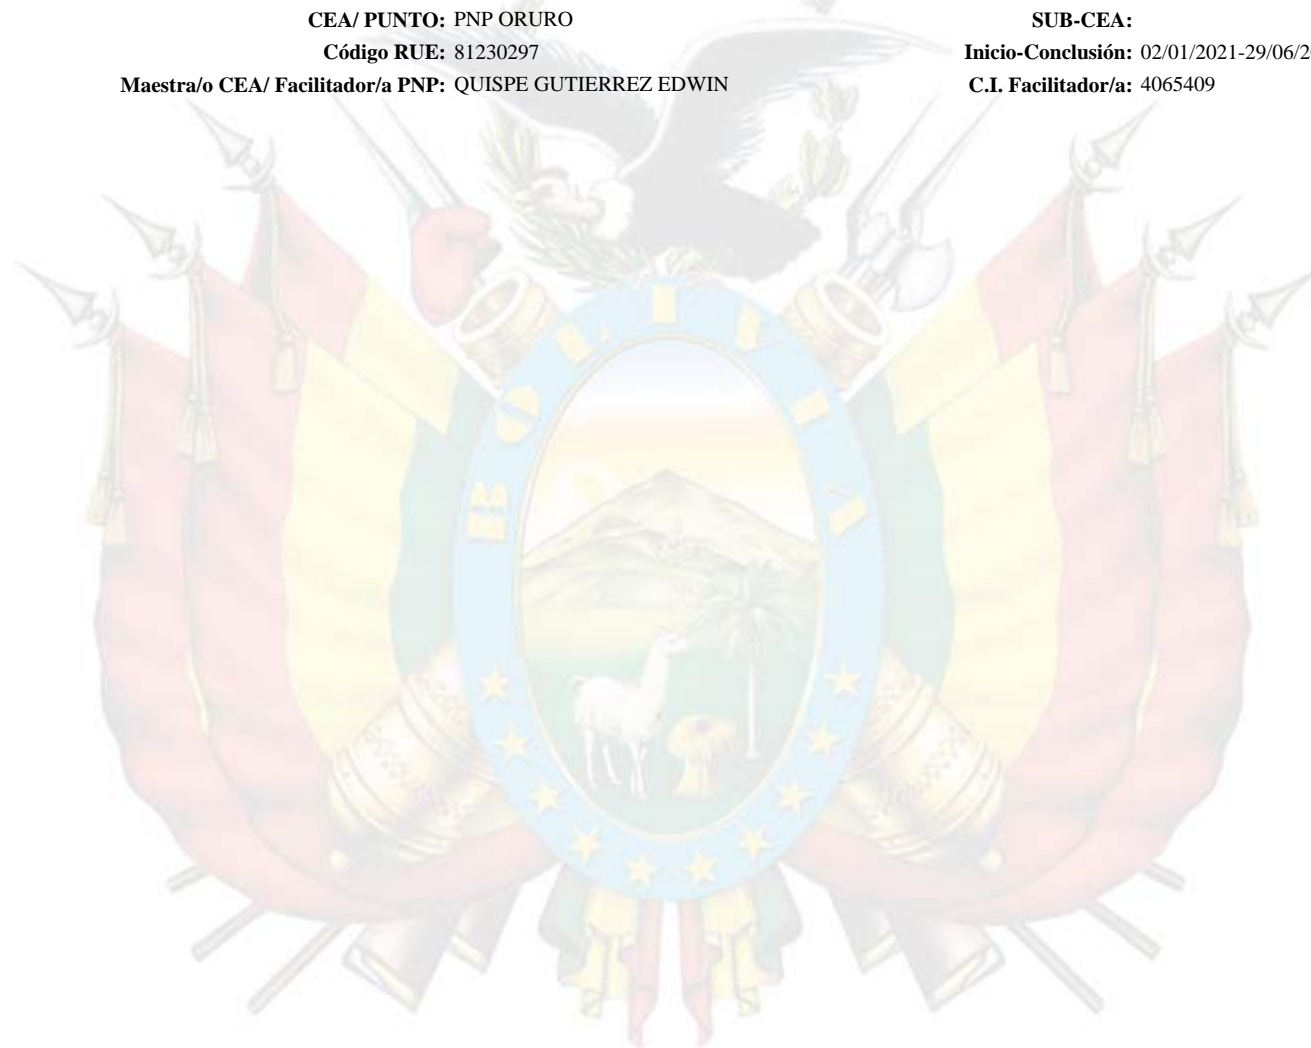 CEA/ PUNTO: PNP ORURO SUB-CEA:
Código RUE: 81230297 Inicio-Conclusión: 02/01/2021-29/06/2
Maestra/o CEA/ Facilitador/a PNP: QUISPE GUTIERREZ EDWIN C.I. Facilitador/a: 4065409
BOLIVIA